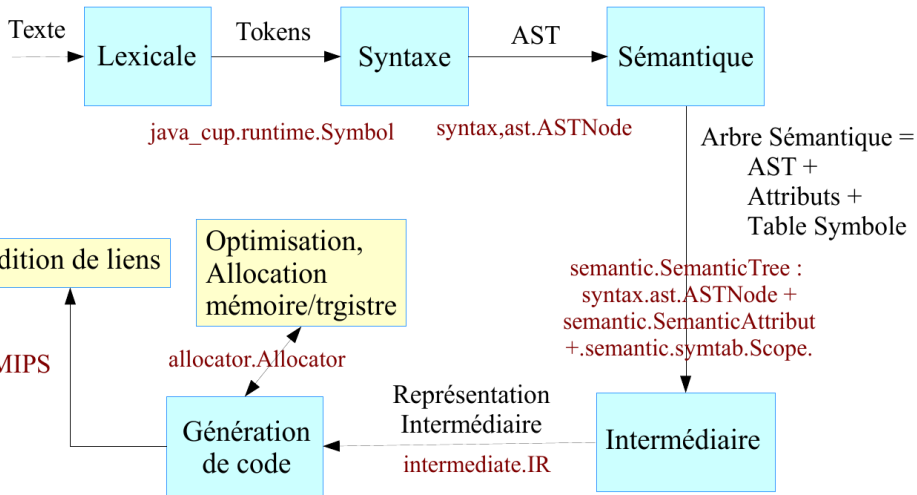 Texte
Lexicale
Tokens
Syntaxe
AST
Sémantique
java_cup.runtime.Symbol
syntax,ast.ASTNode
Arbre Sémantique =
AST +
Attributs +
Table Symbole
semantic.SemanticTree :
syntax.ast.ASTNode +
semantic.SemanticAttribut
+.semantic.symtab.Scope.
Optimisation,
Allocation
mémoire/trgistre
dition de liens
MIPS
allocator.Allocator
Génération
de code
Représentation
Intermédiaire
intermediate.IR
Intermédiaire